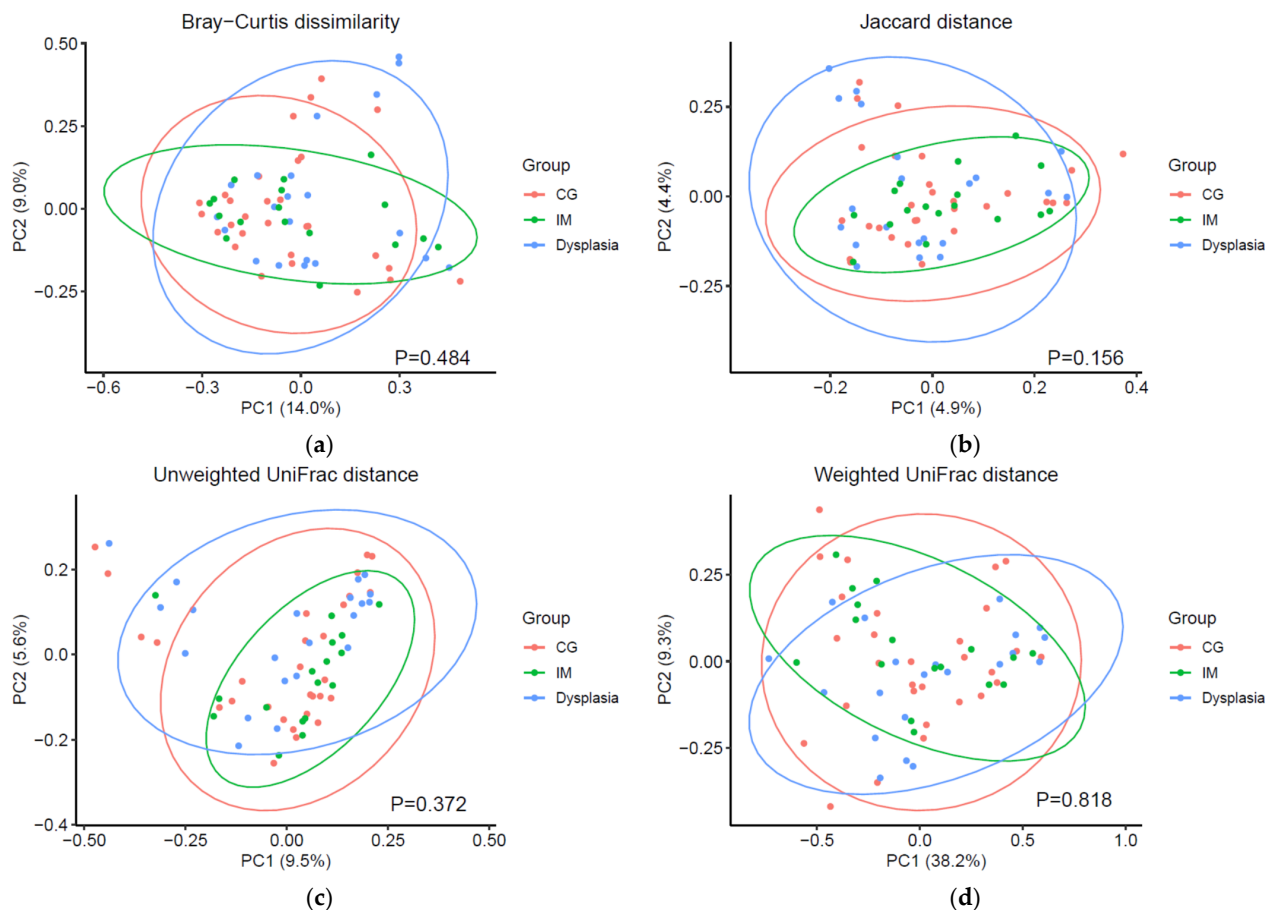 Bray−Curtis dissimilarity
0.50
0.25
0.00
−0.25
PC2 (9.0%)
−0.6
−0.3
0.0
0.3
PC1 (14.0%)
P=0.484
Group
CG
IM
Dysplasia
(a)
Jaccard distance
0.25
0.00
−0.25
PC2 (4.4%)
−0.2
0.0
0.2
0.4
PC1 (4.9%)
P=0.156
Group
CG
IM
Dysplasia
(b)
Unweighted UniFrac distance
0.2
0.0
−0.2
−0.4
PC2 (5.6%)
−0.50
−0.25
0.00
0.25
0.50
PC1 (9.5%)
P=0.372
Group
CG
IM
Dysplasia
(c)
Weighted UniFrac distance
0.25
0.00
−0.25
PC2 (9.3%)
−0.5
0.0
0.5
1.0
PC1 (38.2%)
P=0.818
Group
CG
IM
Dysplasia
(d)